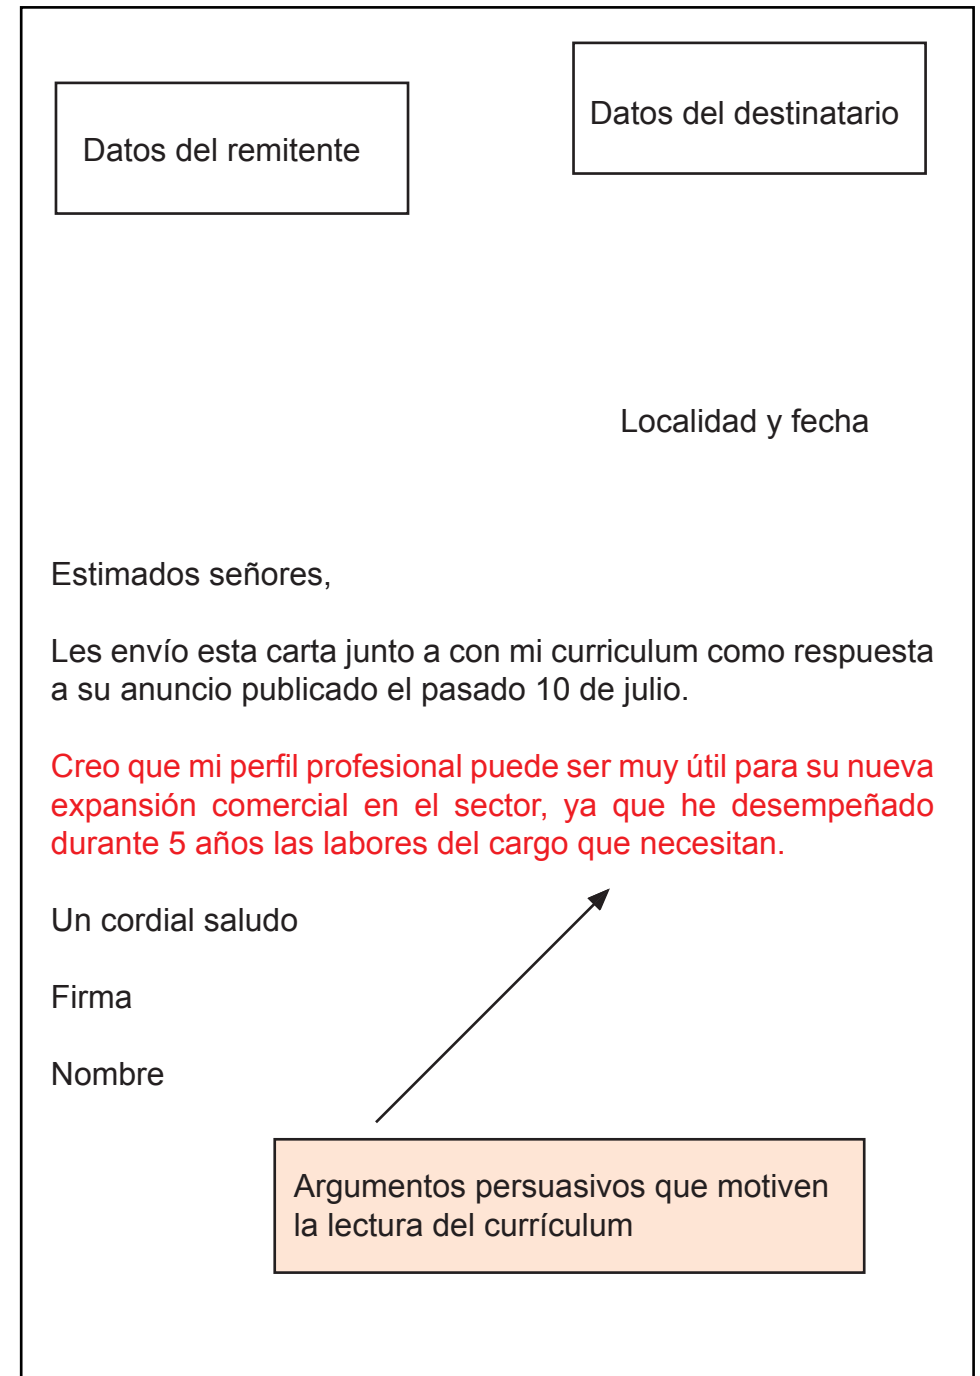 Datos del remitente
Datos del destinatario
Localidad y fecha
Estimados señores,
Les envío esta carta junto a con mi curriculum como respuesta
a su anuncio publicado el pasado 10 de julio.
Creo que mi perfil profesional puede ser muy útil para su nueva
expansión comercial en el sector, ya que he desempeñado
durante 5 años las labores del cargo que necesitan.
Un cordial saludo
Firma
Nombre
Argumentos persuasivos que motiven
la lectura del currículum